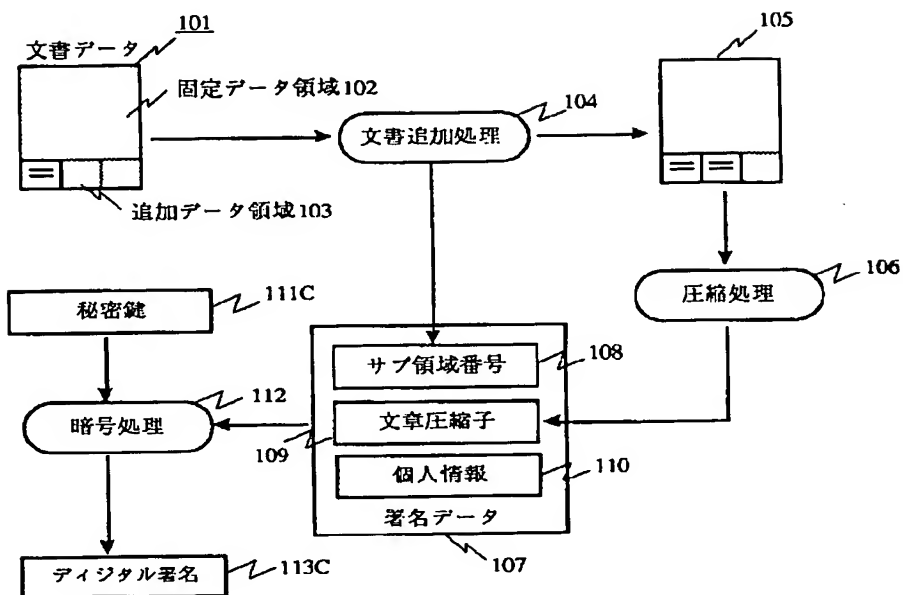 文書データ
101
固定データ領域102
追加データ領域103
文書追加処理
104
105
圧縮処理
106
秘密鍵
111C
暗号処理
112
サブ領域番号
108
文章圧縮子
109
個人情報
110
署名データ
107
ディジタル署名
113C